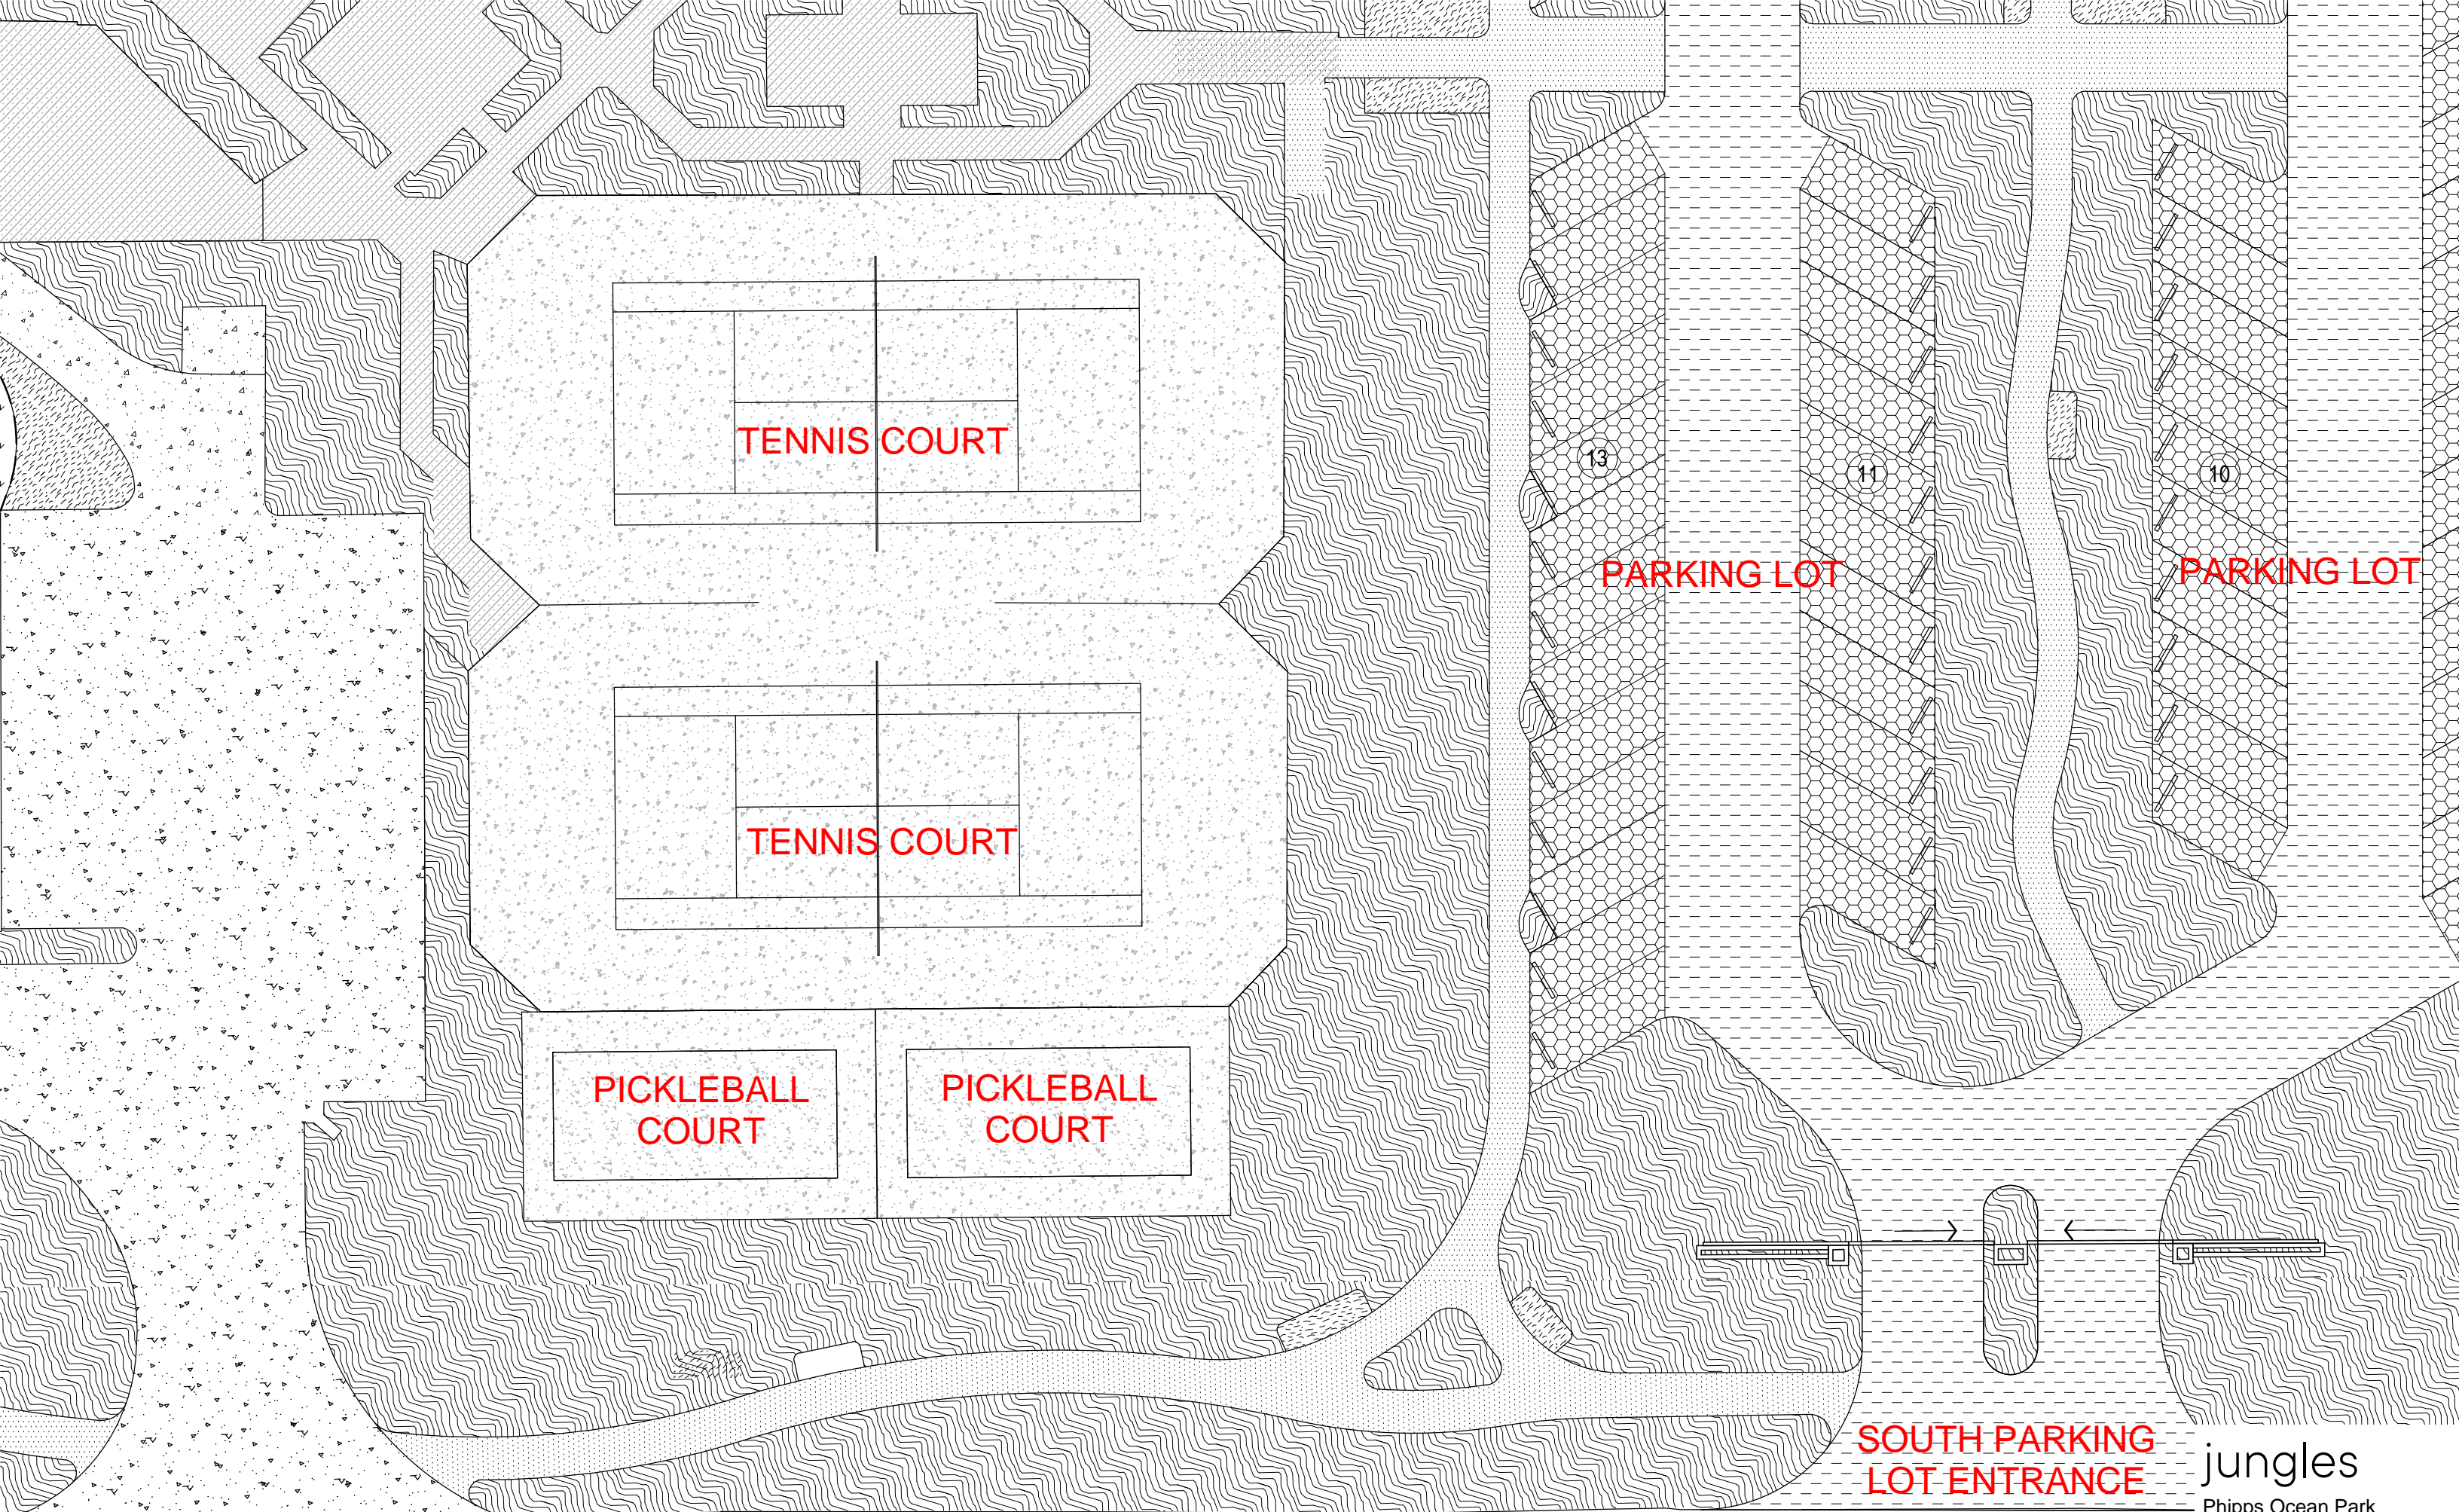 TENNIS COURT
13
11
10
PARKING LOT
PARKING LOT
TENNIS COURT
PICKLEBALL
COURT
PICKLEBALL
COURT
SOUTH PARKING
LOT ENTRANCE
jungles
Phipps Ocean Park